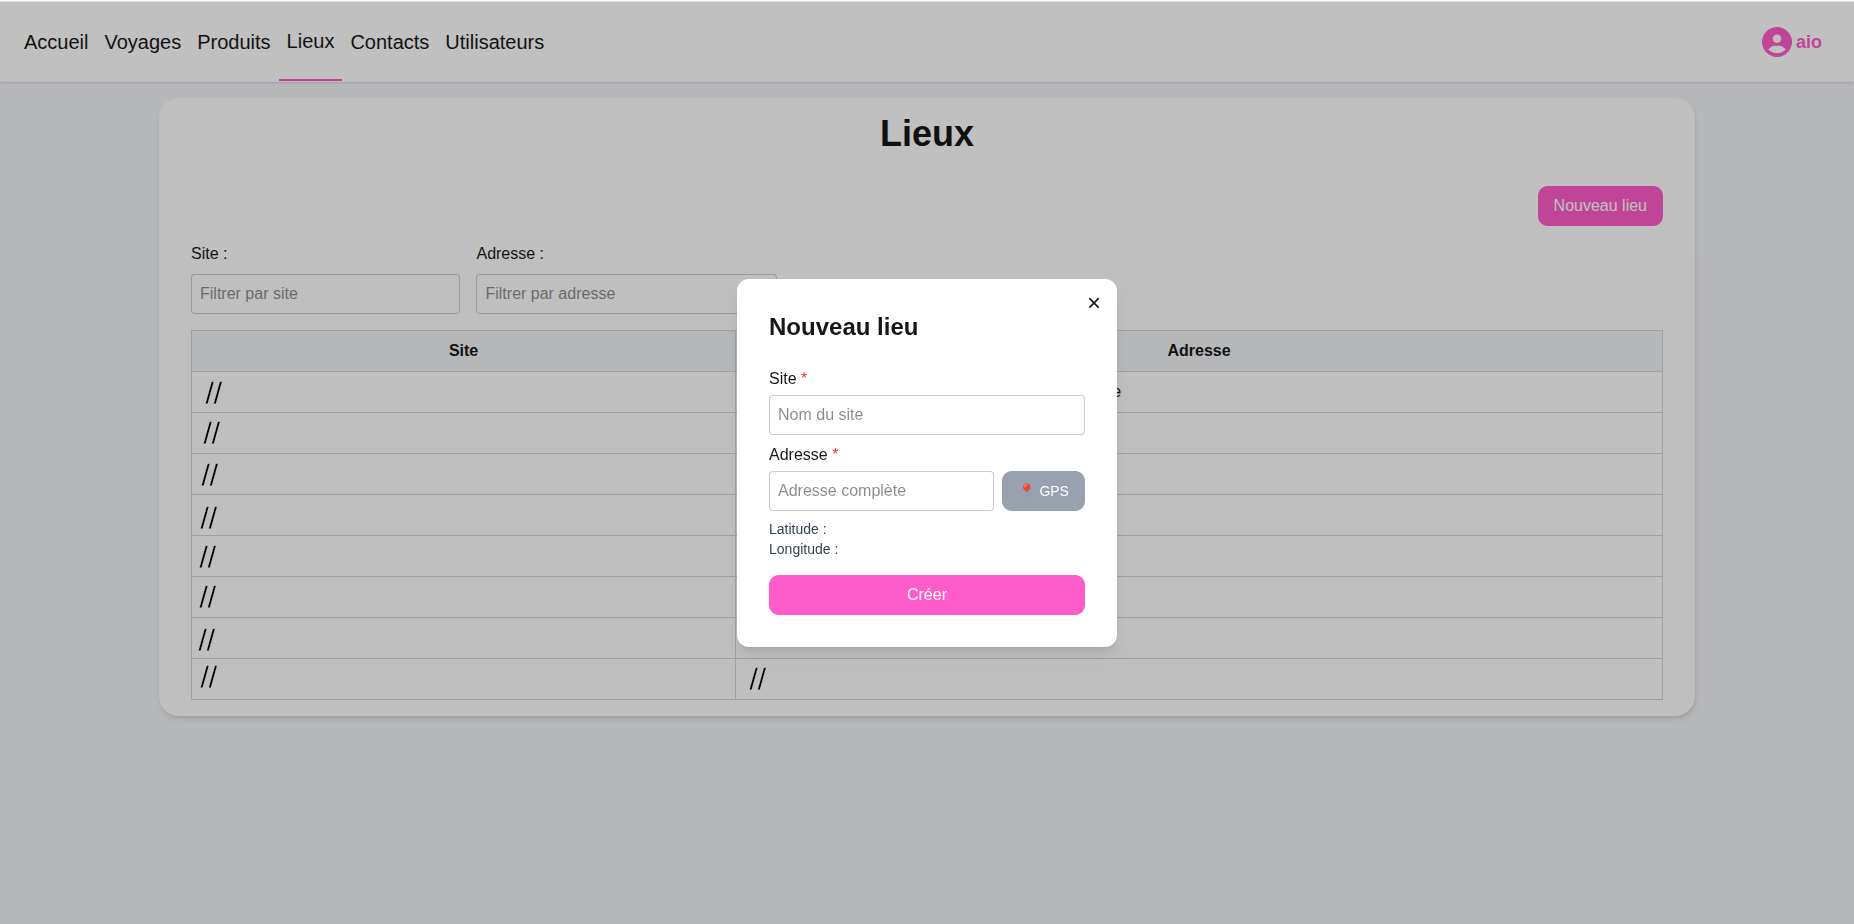 Accueil Voyages Produits Lieux Contacts Utilisateurs aio
Lieux
Nouveau lieu
Site : Adresse :
Filtrer par site Filtrer par adresse
Site Adresse
//
//
//
//
//
//
//
// //
×
Nouveau lieu
Site *
Nom du site
Adresse *
Adresse complète 📍 GPS
Latitude :
Longitude :
Créer